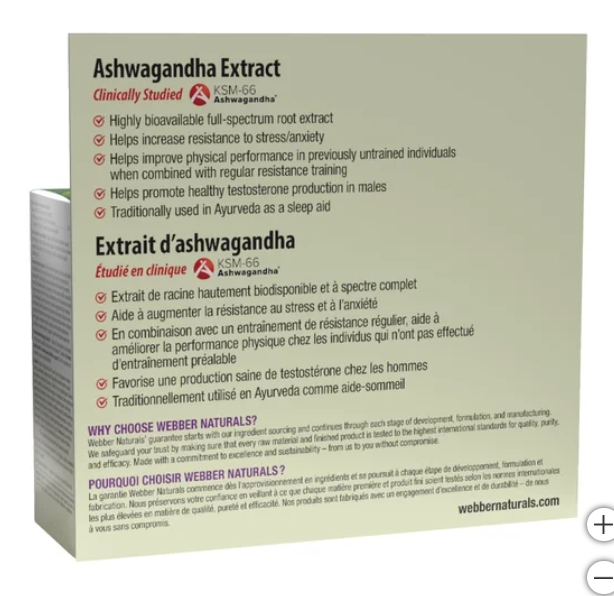 Ashwagandha Extract
Clinically Studied KSM-66
Ashwagandha®
Highly bioavailable full-spectrum root extract
Helps increase resistance to stress/anxiety
Helps improve physical performance in previously untrained individuals
when combined with regular resistance training
Helps promote healthy testosterone production in males
Traditionally used in Ayurveda as a sleep aid
Extrait d'ashwagandha
Étudié en clinique KSM-66
Ashwagandha®
Extrait de racine hautement biodisponible et à spectre complet
Aide à augmenter la résistance au stress et à l'anxiété
En combinaison avec un entraînement de résistance régulier, aide à
améliorer la performance physique chez les individus qui n'ont pas effectué
d'entraînement préalable
Favorise une production saine de testostérone chez les hommes
Traditionnellement utilisé en Ayurveda comme aide-sommeil
WHY CHOOSE WEBBER NATURALS?
Webber Naturals' guarantee starts with our ingredient sourcing and continues through each stage of development, formulation, and manufacturing.
We safeguard your trust by making sure that every raw material and finished product is tested to the highest international standards for quality, purity,
and efficacy. Made with a commitment to excellence and sustainability – from us to you without compromise.
POURQUOI CHOISIR WEBBER NATURALS?
La garantie Webber Naturals commence dès l'approvisionnement en ingrédients et se poursuit à chaque étape de développement, formulation et
fabrication. Nous préservons votre confiance en veillant à ce que chaque matière première et produit fini soient testés selon les normes internationales
les plus élevées en matière de qualité, pureté et efficacité. Nos produits sont fabriqués avec un engagement d'excellence et de durabilité – de nous
à vous sans compromis.
webbernaturals.com